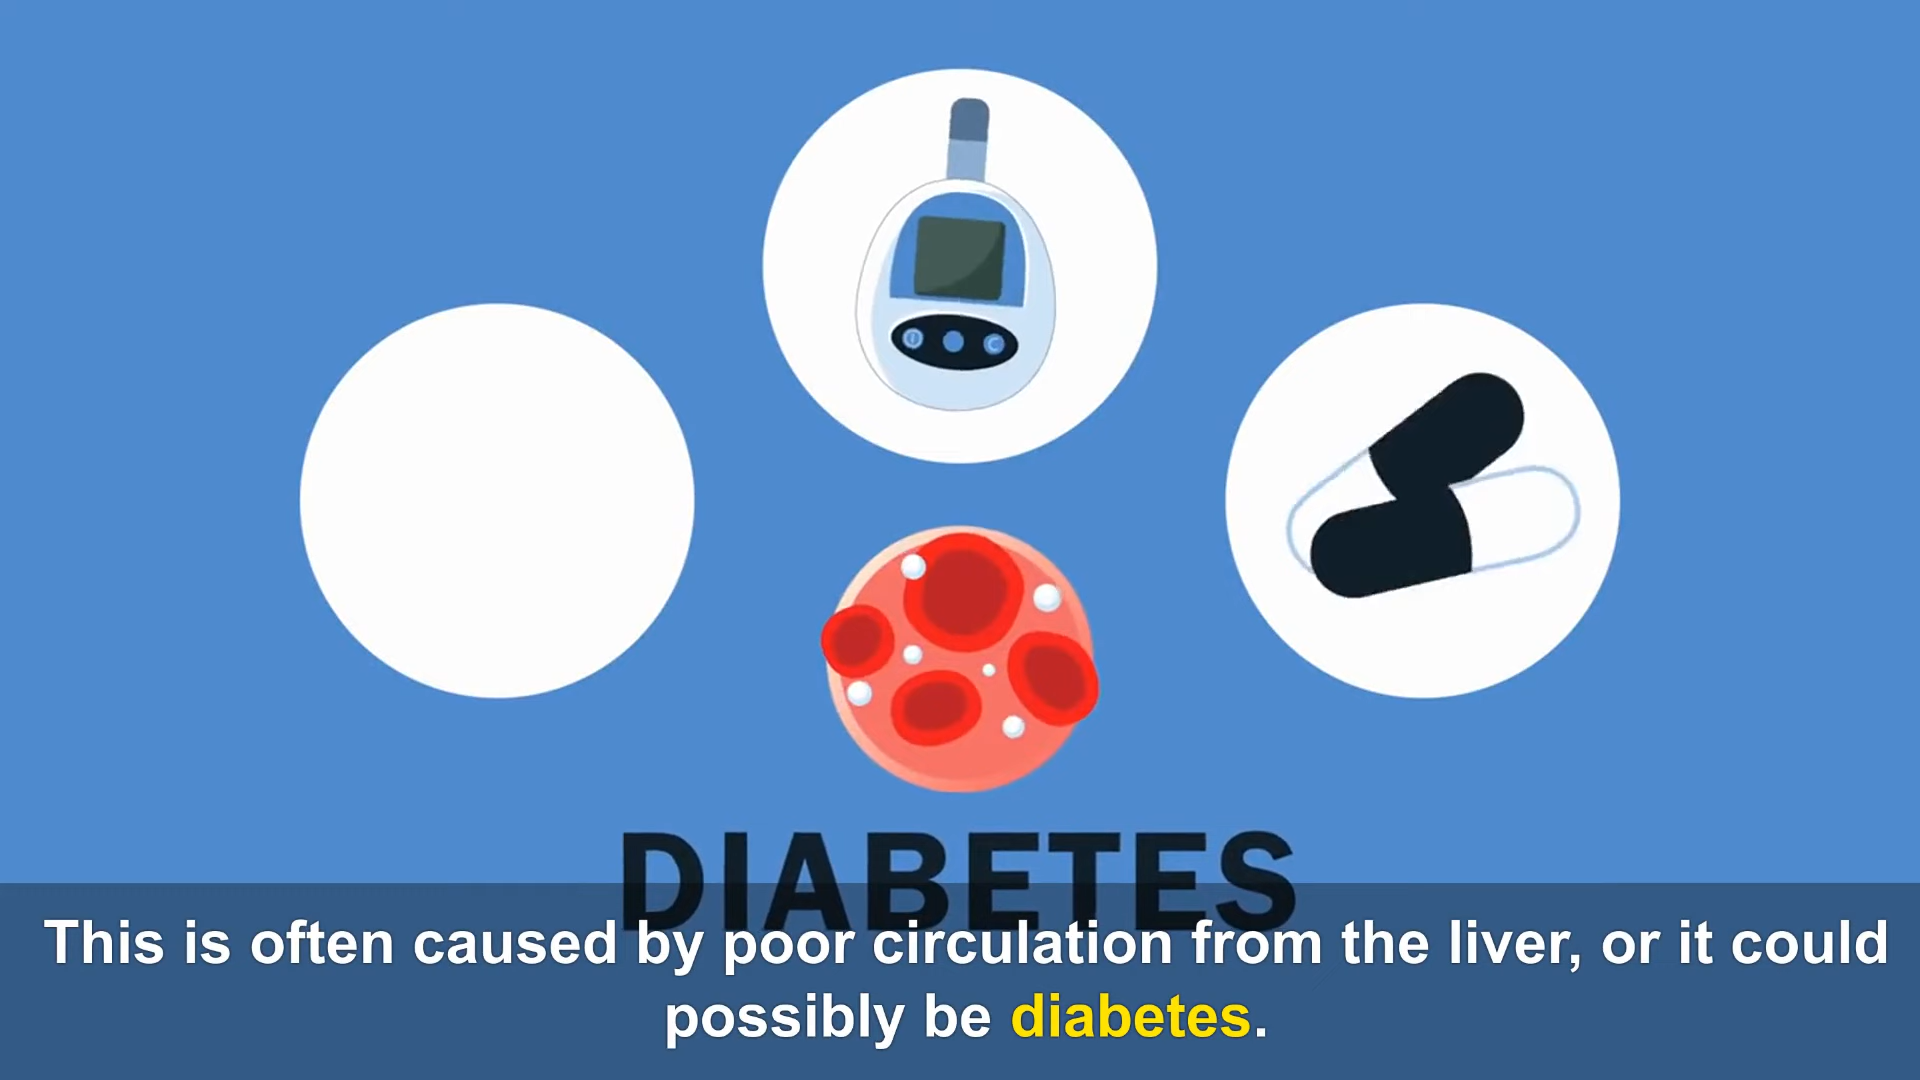 DIABETES
This is often caused by poor circulation from the liver, or it could
possibly be diabetes.